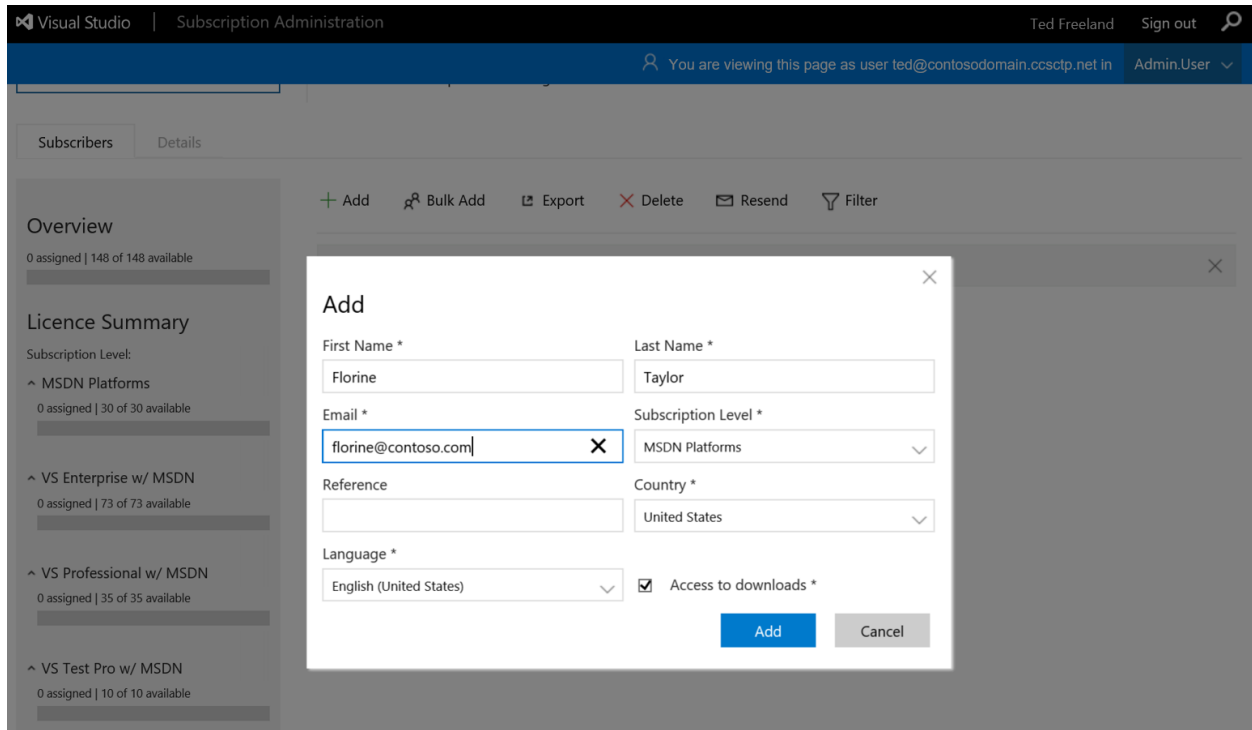 Visual Studio | Subscription Administration Ted Freeland Sign out
You are viewing this page as user ted@contosodomain.ccsctp.net in Admin.User
Subscribers Details
Add Bulk Add Export Delete Resend Filter
Overview
0 assigned | 148 of 148 available
Licence Summary
Subscription Level:
MSDN Platforms
0 assigned | 30 of 30 available
VS Enterprise w/ MSDN
0 assigned | 73 of 73 available
VS Professional w/ MSDN
0 assigned | 35 of 35 available
VS Test Pro w/ MSDN
0 assigned | 10 of 10 available
Add
First Name * Last Name *
Florine Taylor
Email * Subscription Level *
florine@contoso.com MSDN Platforms
Reference Country *
United States
Language *
English (United States) Access to downloads *
Add Cancel